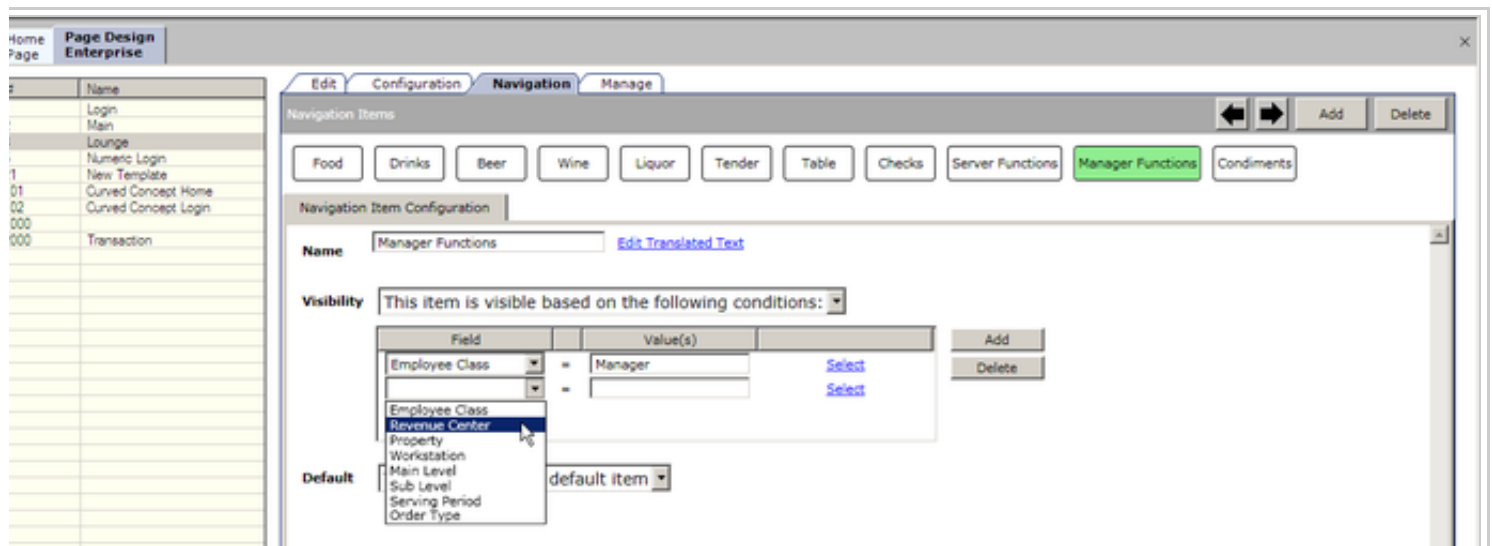 Home Page
Page Design Enterprise
Name
Login
Main
Lounge
Numeric Login
New Template
01 Curved Concept Home
02 Curved Concept Login
000
000 Transaction
Edit Configuration Navigation Manage
Navigation Items
Add Delete
Food Drinks Beer Wine Liquor Tender Table Checks Server Functions Manager Functions Condiments
Navigation Item Configuration
Name Manager Functions Edit Translated Text
Visibility This item is visible based on the following conditions:
Field Value(s) Add
Employee Class = Manager Select Delete
= Select
Employee Class
Revenue Center
Property
Workstation
Main Level
Sub Level
Serving Period
Order Type
Default default item